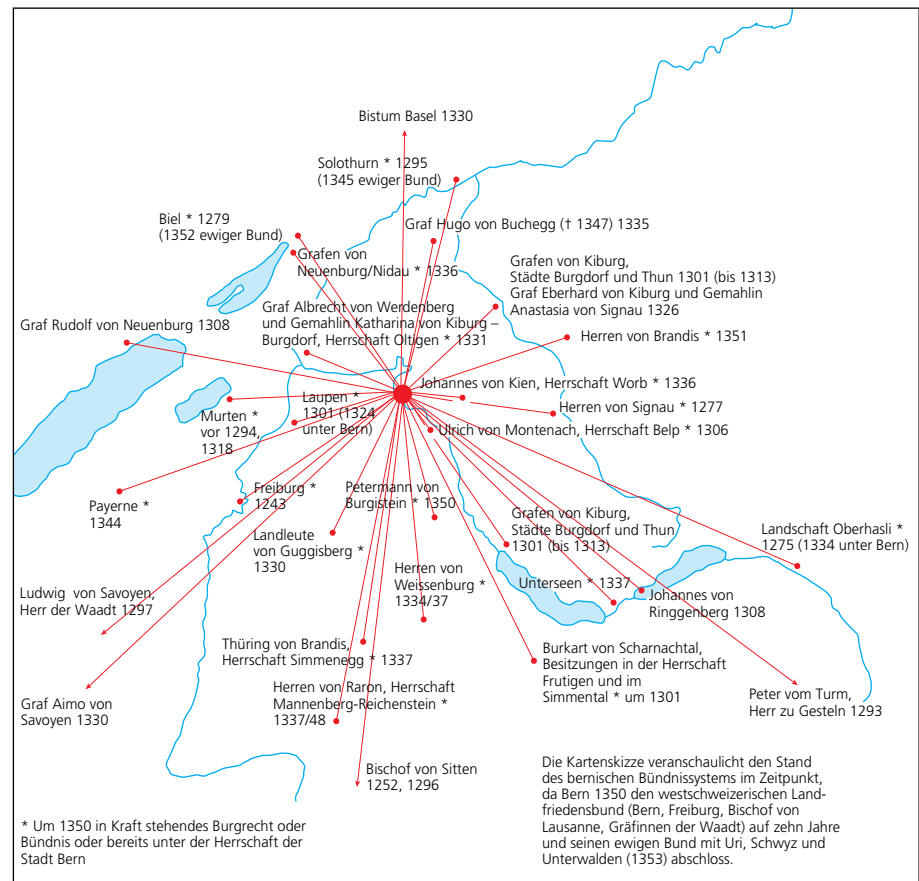 Bistum Basel 1330
Solothurn * 1295
(1345 ewiger Bund)
Biel * 1279
(1352 ewiger Bund)
Graf Hugo von Buchegg († 1347) 1335
Grafen von
Neuenburg/Nidau * 1336
Grafen von Kiburg,
Städte Burgdorf und Thun 1301 (bis 1313)
Graf Eberhard von Kiburg und Gemahlin
Anastasia von Signau 1326
Graf Albrecht von Werdenberg
und Gemahlin Katharina von Kiburg –
Burgdorf, Herrschaft Oltigen * 1331
Graf Rudolf von Neuenburg 1308
Herren von Brandis * 1351
Johannes von Kien, Herrschaft Worb * 1336
Laupen *
1301 (1324
unter Bern)
Murten *
vor 1294,
1318
Herren von Signau * 1277
Ulrich von Montenach, Herrschaft Belp * 1306
Payerne *
1344
Freiburg *
1243
Petermann von
Burgistein * 1350
Landleute
von Guggisberg *
1330
Grafen von Kiburg,
Städte Burgdorf und Thun
1301 (bis 1313)
Landschaft Oberhasli *
1275 (1334 unter Bern)
Herren von
Weissenburg *
1334/37
Unterseen * 1337
Johannes von
Ringgenberg
1308
Ludwig von Savoyen,
Herr der Waadt 1297
Thüring von Brandis,
Herrschaft Simmenegg * 1337
Burkart von Scharnachtal,
Besitzungen in der Herrschaft
Frutigen und im
Simmental * um 1301
Herren von Raron, Herrschaft
Mannenberg-Reichenstein *
1337/48
Graf Aimo von
Savoyen 1330
Peter vom Turm,
Herr zu Gesteln 1293
Bischof von Sitten
1252, 1296
Die Kartenskizze veranschaulicht den Stand
des bernischen Bündnissystems im Zeitpunkt,
da Bern 1350 den westschweizerischen Land-
friedensbund (Bern, Freiburg, Bischof von
Lausanne, Gräfinnen der Waadt) auf zehn Jahre
und seinen ewigen Bund mit Uri, Schwyz und
Unterwalden (1353) abschloss.
* Um 1350 in Kraft stehendes Burgrecht oder
Bündnis oder bereits unter der Herrschaft der
Stadt Bern